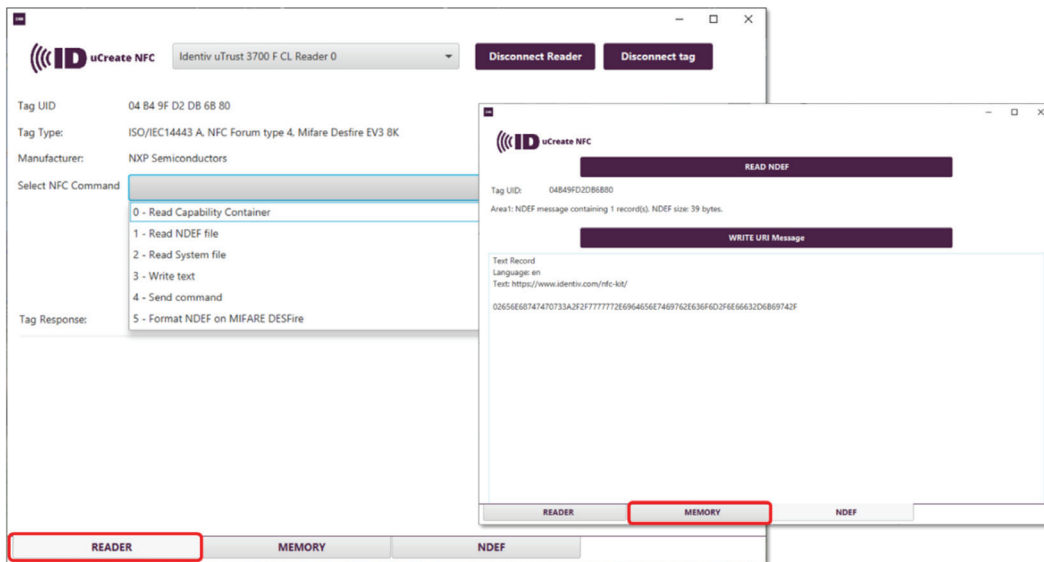 ID uCreate NFC
Identiv uTrust 3700 F CL Reader 0
Disconnect Reader
Disconnect tag
Tag UID 04 B4 9F D2 DB 6B 80
Tag Type: ISO/IEC14443 A, NFC Forum type 4, Mifare Desfire EV3 8K
Manufacturer: NXP Semiconductors
Select NFC Command
0 - Read Capability Container
1 - Read NDEF file
2 - Read System file
3 - Write text
4 - Send command
5 - Format NDEF on MIFARE DESFire
Tag Response:
READER
MEMORY
NDEF
ID uCreate NFC
READ NDEF
Tag UID: 04B49FD2DB6B80
Area1: NDEF message containing 1 record(s). NDEF size: 39 bytes.
WRITE URI Message
Text Record
Language: en
Text: https://www.identiv.com/nfc-kit/
02656E68747470733A2F2F7777772E6964656E7469762E636F6D2F6E66632D6B69742F
READER
MEMORY
NDEF